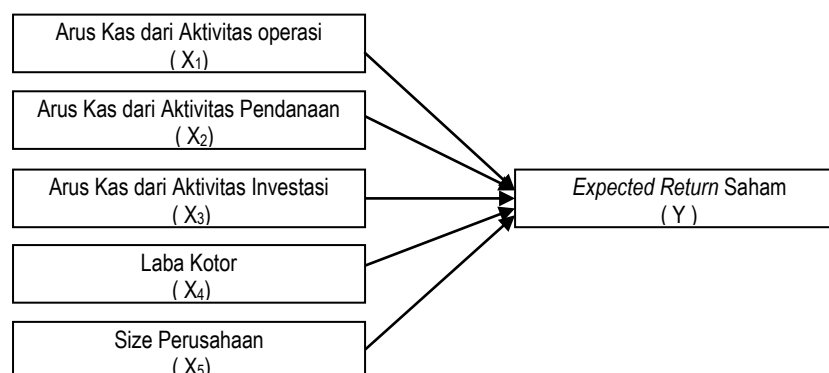 Arus Kas dari Aktivitas operasi
( X₁)
Arus Kas dari Aktivitas Pendanaan
( X₂)
Arus Kas dari Aktivitas Investasi
( X₃)
Laba Kotor
( X₄)
Size Perusahaan
( X₅)
Expected Return Saham
( Y )